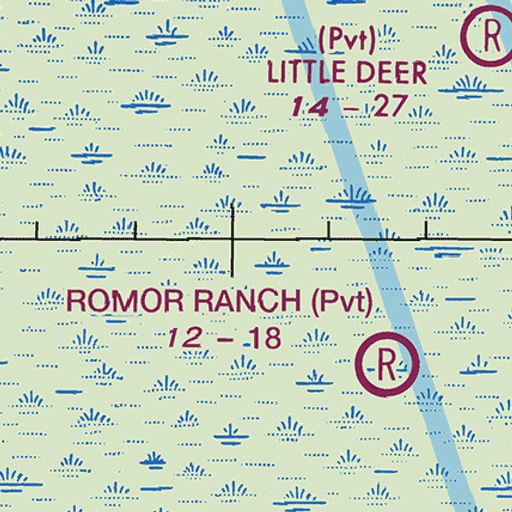 (Pvt)
LITTLE DEER
14 - 27
R
ROMOR RANCH (Pvt)
12 - 18
R